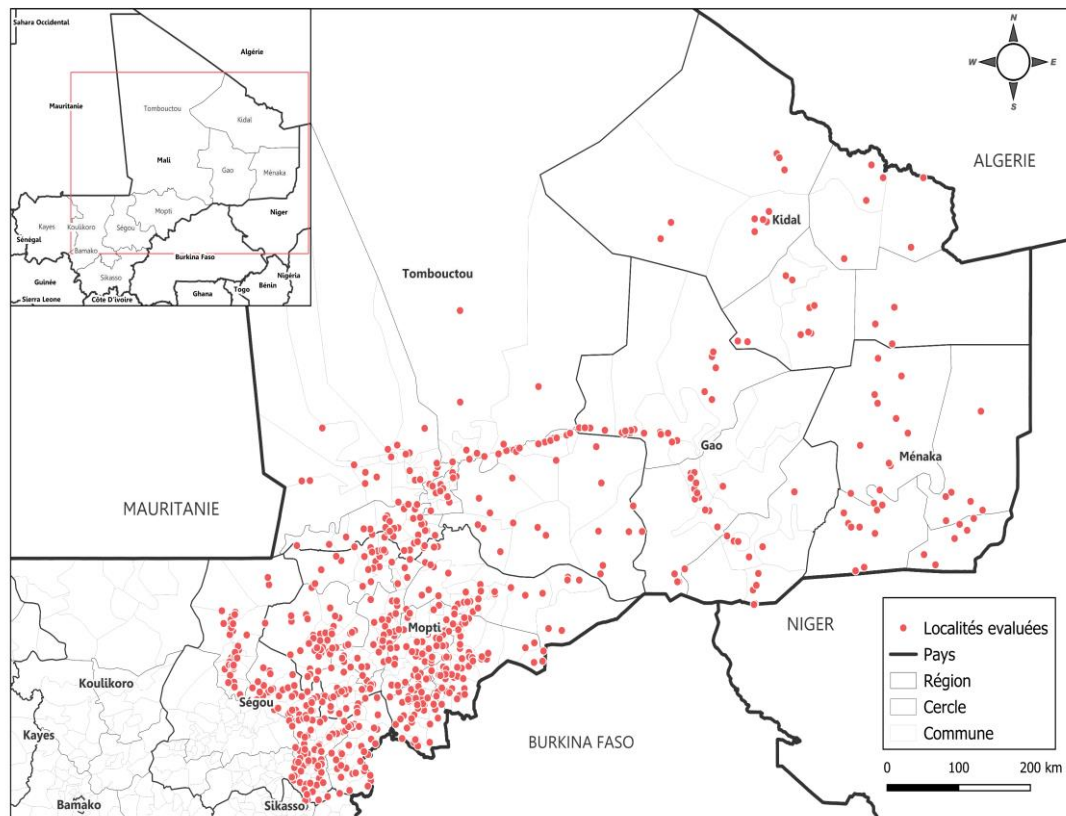 Sahara Occidental
Algérie
Mauritanie
Tombouctou
Kidal
Mali
Gao
Ménaka
Mopti
Kayes
Koulikoro
Ségou
Niger
Sénégal
Bamako
Burkina Faso
Sikasso
Guinée
Nigéria
Bénin
Togo
Sierra Leone
Côte D'ivoire
Ghana
N
W
E
S
ALGERIE
Kidal
Tombouctou
Gao
Ménaka
MAURITANIE
NIGER
Mopti
Koulikoro
Ségou
Kayes
BURKINA FASO
Bamako
Sikasso
Localités evaluées
Pays
Région
Cercle
Commune
0 100 200 km